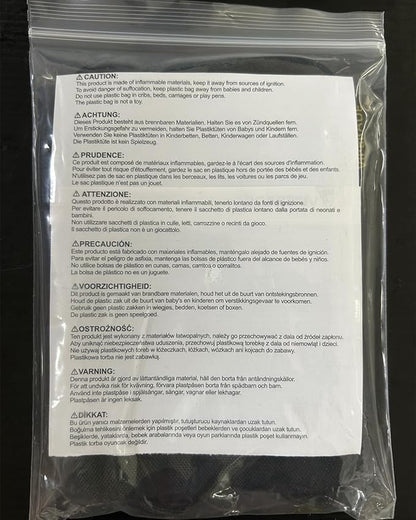 ⚠CAUTION:
This product is made of inflammable materials, keep it away from sources of ignition.
To avoid danger of suffocation, keep plastic bag away from babies and children.
Do not use plastic bag in cribs, beds, carriages or play pens.
The plastic bag is not a toy.
⚠ACHTUNG:
Dieses Produkt besteht aus brennbaren Materialien, Halten Sie es von Zündquellen fern.
Um Erstickungsgefahr zu vermeiden, halten Sie Plastiktüten von Babys und Kindern fern.
Verwenden Sie keine Plastiktüten in Kinderbetten, Betten, Kinderwagen oder Laufställen.
Die Plastiktüte ist kein Spielzeug.
⚠PRUDENCE:
Ce produit est composé de matériaux inflammables, gardez-le à l'écart des sources d'inflammation.
Pour éviter tout risque d'étouffement, gardez le sac en plastique hors de portée des bébés et des enfants.
N'utilisez pas de sac en plastique dans les berceaux, les lits, les voitures ou les parcs de jeu.
Le sac plastique n'est pas un jouet.
⚠ ATTENZIONE:
Questo prodotto è realizzato con materiali infiammabili, tenerlo lontano da fonti di ignizione.
Per evitare il pericolo di soffocamento, tenere il sacchetto di plastica lontano dalla portata di neonati e
bambini.
Non utilizzare sacchetti di plastica in culle, letti, carrozzine o recinti da gioco.
Il sacchetto di plastica non è un giocattolo.
⚠PRECAUCIÓN:
Este producto está fabricado con materiales inflamables, manténgalo alejado de fuentes de ignición.
Para evitar el peligro de asfixia, mantenga las bolsas de plástico fuera del alcance de bebés y niños.
No utilice bolsas de plástico en cunas, camas, carritos o corralitos.
La bolsa de plástico no es un juguete.
⚠VOORZICHTIGHEID:
Dit product is gemaakt van brandbare materialen, houd het uit de buurt van ontstekingsbronnen.
Houd de plastic zak uit de buurt van baby's en kinderen om verstikkingsgevaar te voorkomen.
Gebruik geen plastic zakken in wiegjes, bedden, koetsen of boxen.
De plastic zak is geen speelgoed.
⚠OSTROŻNOŚĆ:
Ten produkt jest wykonany z materiałów łatwopalnych, należy go przechowywać z dala od źródeł zapłonu.
Aby uniknąć niebezpieczeństwa uduszenia, przechowuj plastikową torebkę z dala od niemowląt i dzieci.
Nie używaj plastikowych toreb w łóżeczkach, łóżkach, wózkach ani kojcach do zabawy.
Plastikowa torba nie jest zabawką.
⚠VARNING:
Denna produkt är gjord av lättantändliga material, håll den borta från antändningskällor.
För att undvika risk för kvävning, förvara plastpåsen borta från spädbarn och barn.
Använd inte plastpåse i spjälsängar, sängar, vagnar eller lekhagar.
Plastpåsen är ingen leksak.
⚠DİKKAT:
Bu ürün yanıcı malzemelerden yapılmıştır, tutuşturucu kaynaklardan uzak tutun.
Boğulma tehlikesini önlemek için plastik poşetleri bebeklerden ve çocuklardan uzak tutun.
Beşiklerde, yataklarda, bebek arabalarında veya oyun parklarında plastik poşet kullanmayın.
Plastik torba oyuncak değildir.